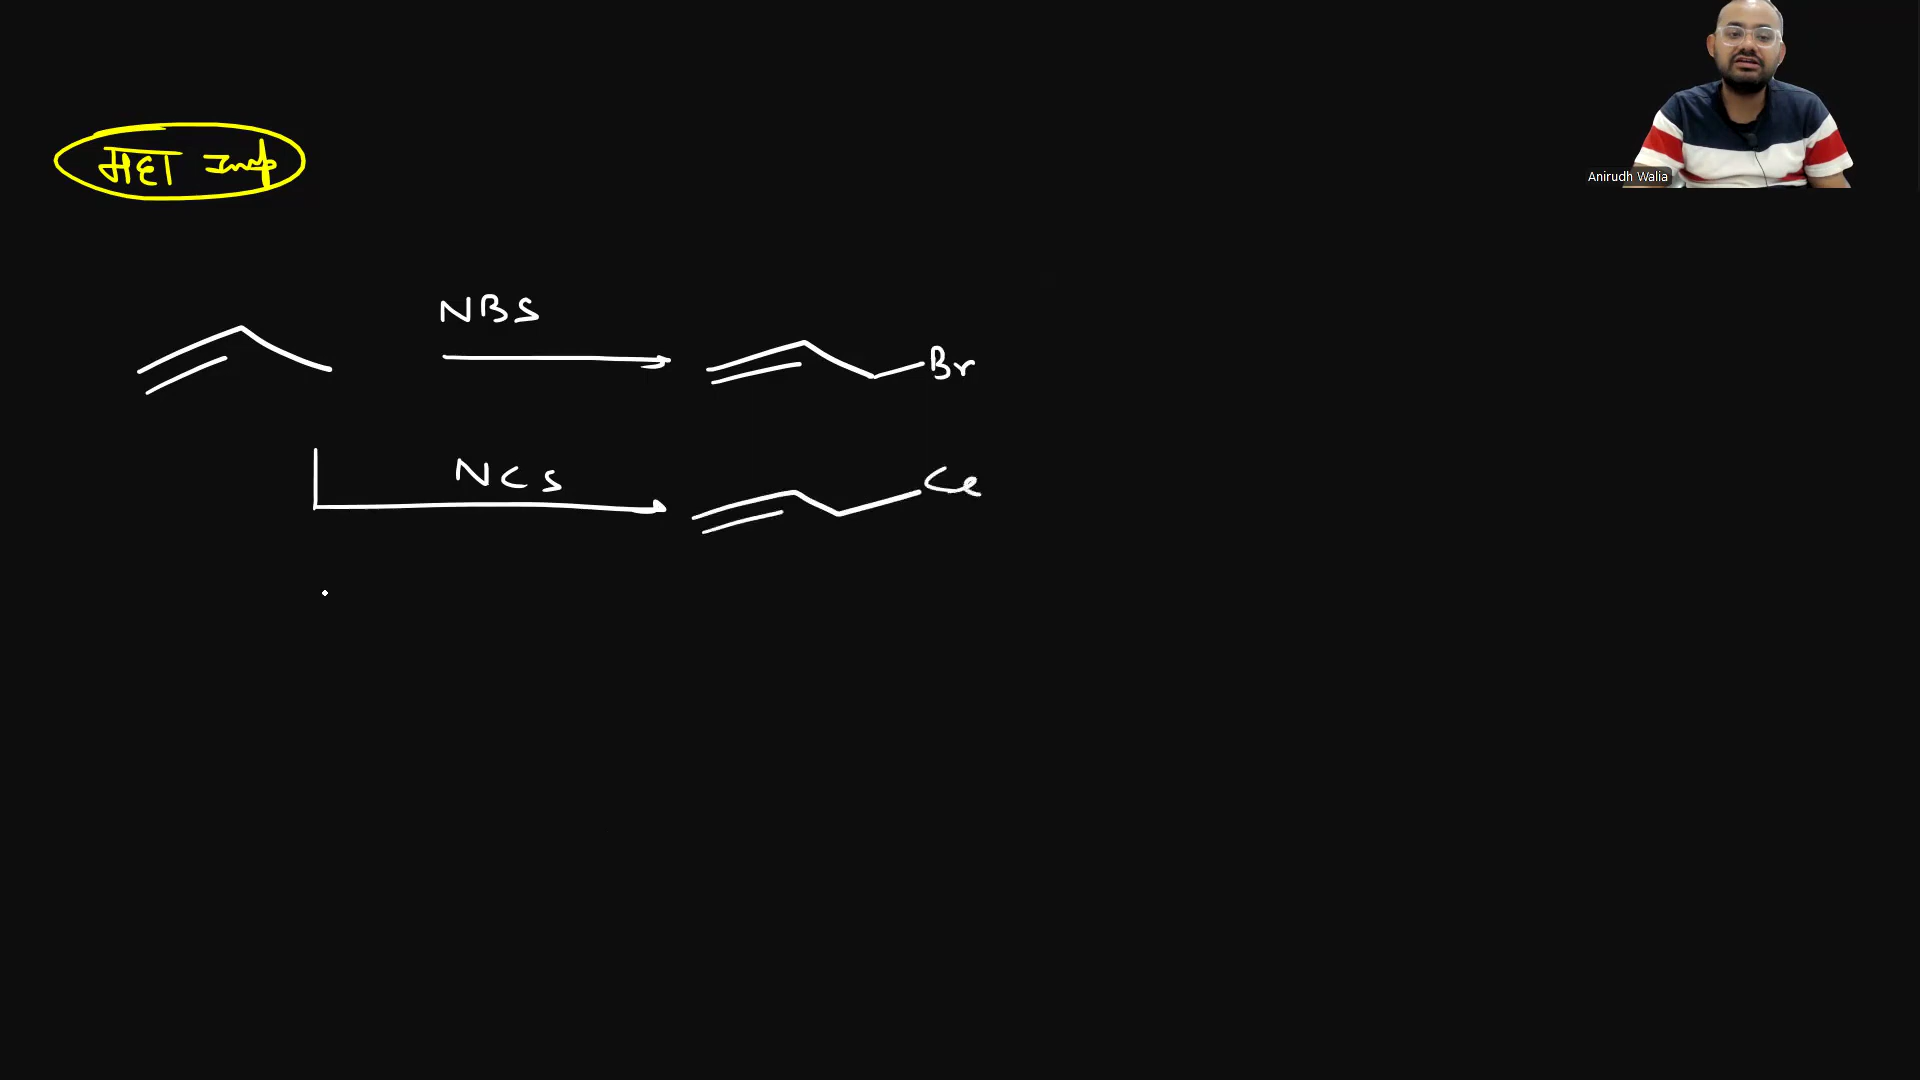 महा Imp
Anirudh Walia
NBS
Br
NCS
Cl